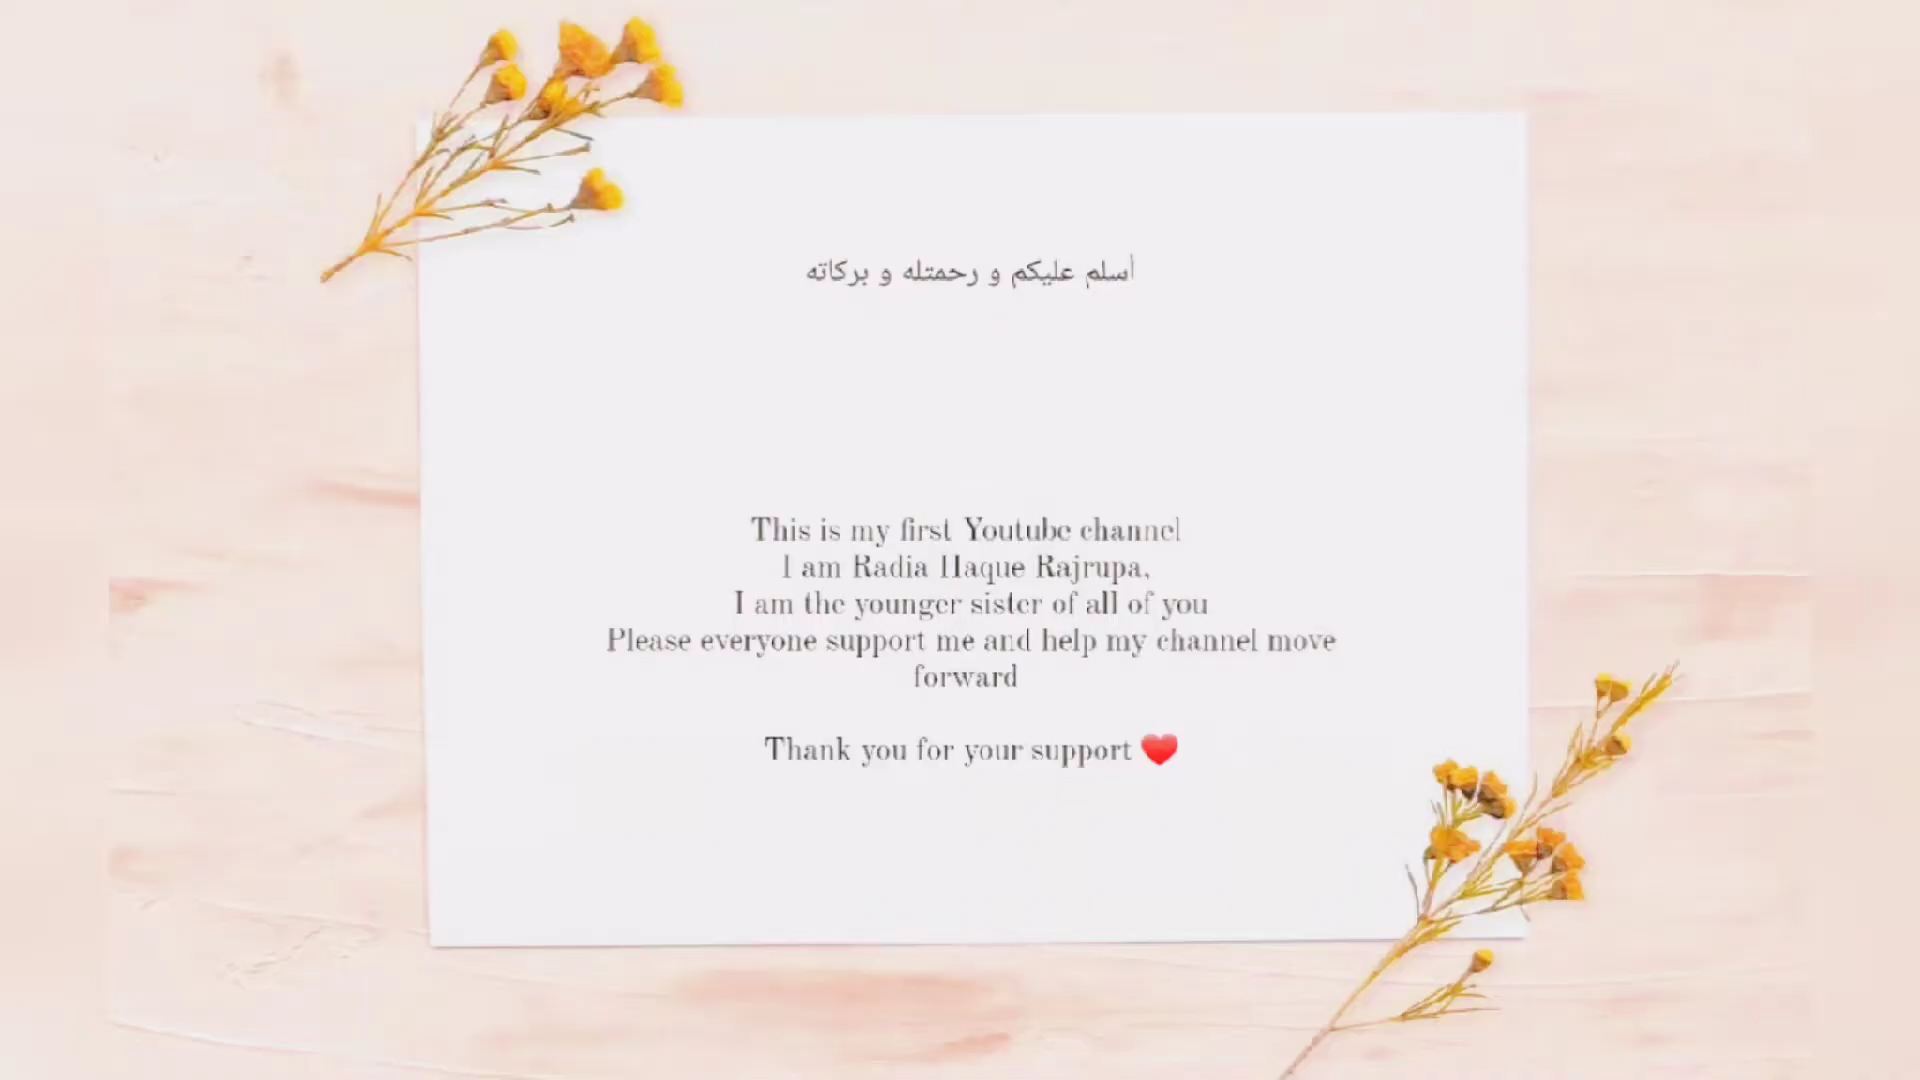 أسلم عليكم و رحمتله و بركاته
This is my first Youtube channel
I am Radia Haque Rajrupa,
I am the younger sister of all of you
Please everyone support me and help my channel move
forward
Thank you for your support ❤️